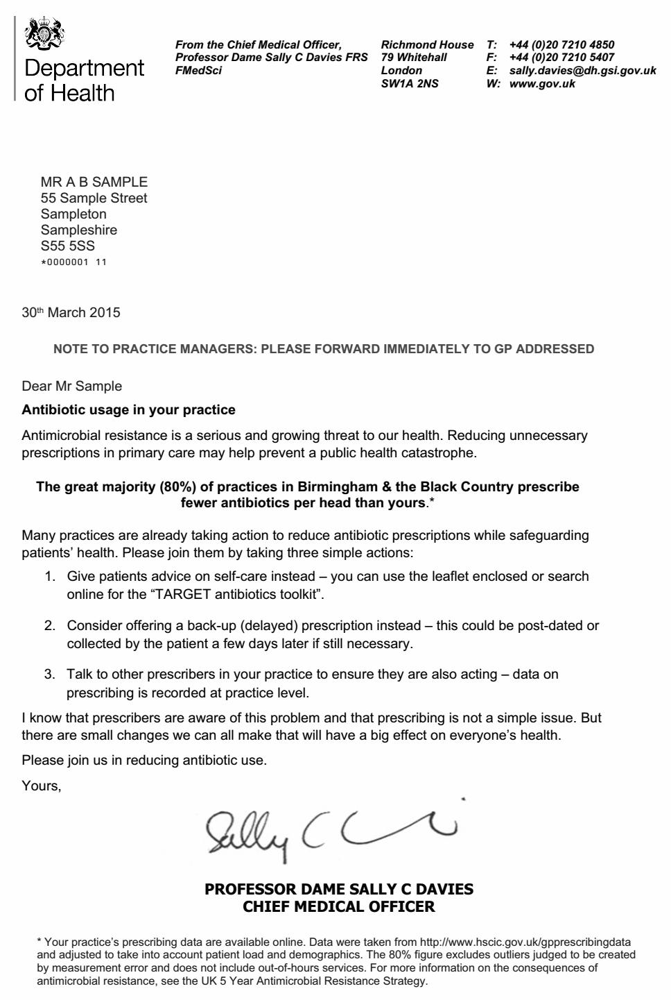 Department
of Health
From the Chief Medical Officer,
Professor Dame Sally C Davies FRS
FMedSci
Richmond House
79 Whitehall
London
SW1A 2NS
T: +44 (0)20 7210 4850
F: +44 (0)20 7210 5407
E: sally.davies@dh.gsi.gov.uk
W: www.gov.uk
MR A B SAMPLE
55 Sample Street
Sampleton
Sampleshire
S55 5SS
*0000001 11
30th March 2015
NOTE TO PRACTICE MANAGERS: PLEASE FORWARD IMMEDIATELY TO GP ADDRESSED
Dear Mr Sample
Antibiotic usage in your practice
Antimicrobial resistance is a serious and growing threat to our health. Reducing unnecessary
prescriptions in primary care may help prevent a public health catastrophe.
The great majority (80%) of practices in Birmingham & the Black Country prescribe
fewer antibiotics per head than yours.*
Many practices are already taking action to reduce antibiotic prescriptions while safeguarding
patients’ health. Please join them by taking three simple actions:
1. Give patients advice on self-care instead – you can use the leaflet enclosed or search
online for the “TARGET antibiotics toolkit”.
2. Consider offering a back-up (delayed) prescription instead – this could be post-dated or
collected by the patient a few days later if still necessary.
3. Talk to other prescribers in your practice to ensure they are also acting – data on
prescribing is recorded at practice level.
I know that prescribers are aware of this problem and that prescribing is not a simple issue. But
there are small changes we can all make that will have a big effect on everyone’s health.
Please join us in reducing antibiotic use.
Yours,
Sally C
PROFESSOR DAME SALLY C DAVIES
CHIEF MEDICAL OFFICER
* Your practice’s prescribing data are available online. Data were taken from http://www.hscic.gov.uk/gpprescribingdata
and adjusted to take into account patient load and demographics. The 80% figure excludes outliers judged to be created
by measurement error and does not include out-of-hours services. For more information on the consequences of
antimicrobial resistance, see the UK 5 Year Antimicrobial Resistance Strategy.